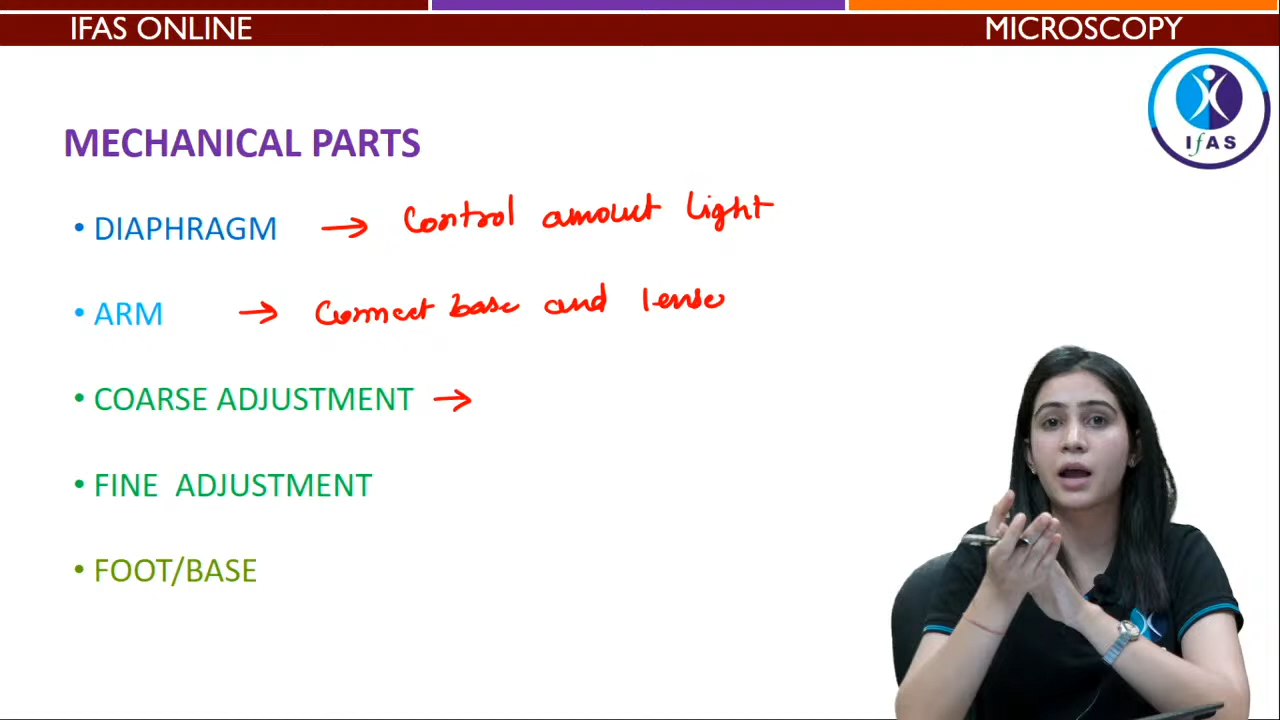 IFAS ONLINE
MICROSCOPY
IfAS
MECHANICAL PARTS
• DIAPHRAGM → Control amout light
• ARM → Connect base and lense
• COARSE ADJUSTMENT →
• FINE ADJUSTMENT
• FOOT/BASE